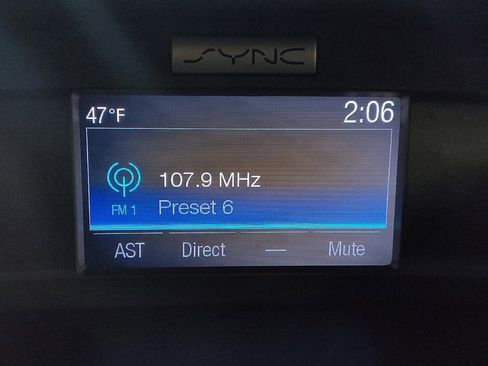 SYNC
47°F 2:06
107.9 MHz
FM 1 Preset 6
AST Direct — Mute